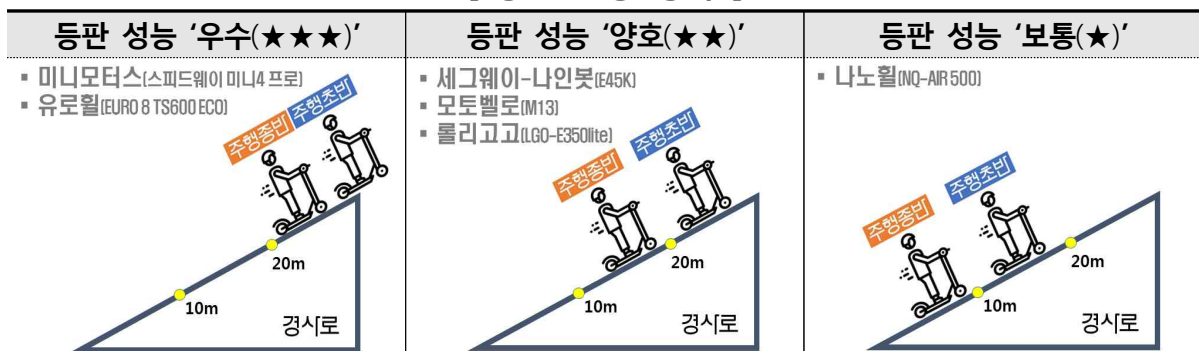 등판 성능 '우수(★★★)'
▪ 미니모터스(스피드웨이 미니4 프로)
▪ 유로휠(EURO 8 TS600 ECO)
주행종반 주행초반
20m
10m
경사로
등판 성능 '양호(★★)'
▪ 세그웨이-나인봇(E45K)
▪ 모토벨로(M13)
▪ 롤리고고(LGO-E350lite)
주행종반 주행초반
20m
10m
경사로
등판 성능 '보통(★)'
▪ 나노휠(NQ-AIR 500)
주행종반 주행초반
20m
10m
경사로